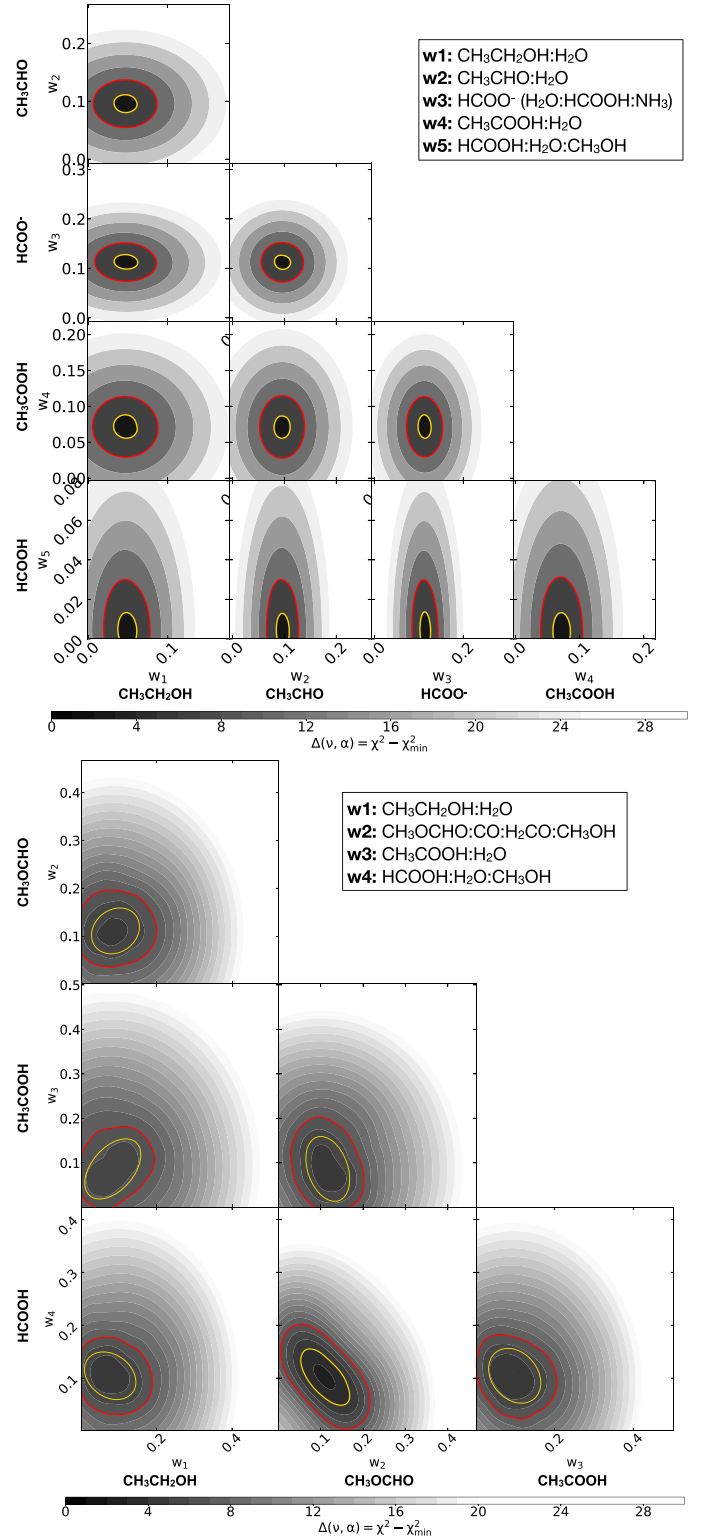 w1: CH₃CH₂OH:H₂O
w2: CH₃CHO:H₂O
w3: HCOO⁻ (H₂O:HCOOH:NH₃)
w4: CH₃COOH:H₂O
w5: HCOOH:H₂O:CH₃OH
CH₃CHO
w₂
0.2
0.1
0.0
HCOO⁻
w₃
0.3
0.2
0.1
0.0
CH₃COOH
w₄
0.20
0.15
0.10
0.05
0.00
0
0
0
HCOOH
w₅
0.08
0.06
0.04
0.02
0.00
0.0 0.1 0.0 0.1 0.2 0.0 0.2 0.0 0.1 0.2
w₁ w₂ w₃ w₄
CH₃CH₂OH CH₃CHO HCOO⁻ CH₃COOH
0 4 8 12 16 20 24 28
Δ(ν, α) = χ² − χ²min
w1: CH₃CH₂OH:H₂O
w2: CH₃OCHO:CO:H₂CO:CH₃OH
w3: CH₃COOH:H₂O
w4: HCOOH:H₂O:CH₃OH
CH₃OCHO
w₂
0.4
0.3
0.2
0.1
CH₃COOH
w₃
0.5
0.4
0.3
0.2
0.1
HCOOH
w₄
0.4
0.3
0.2
0.1
0.2 0.4 0.1 0.2 0.3 0.4 0.2 0.4
w₁ w₂ w₃
CH₃CH₂OH CH₃OCHO CH₃COOH
0 4 8 12 16 20 24 28
Δ(ν, α) = χ² − χ²min